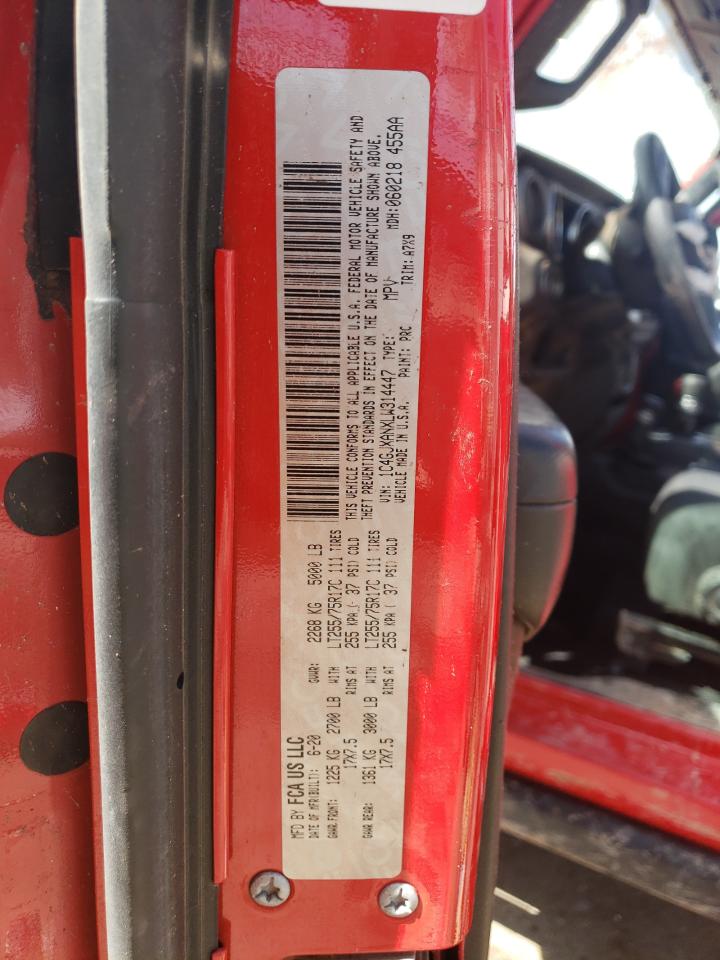 MFD BY FCA US LLC
DATE OF MFR(BUILT): 6-20 GVWR: 2268 KG 5000 LB
GAWR FRONT: 1225 KG 2700 LB WITH LT255/75R17C 111 TIRES
17X7.5 RIMS AT 255 KPA ( 37 PSI) COLD
GAWR REAR: 1361 KG 3000 LB WITH LT255/75R17C 111 TIRES
17X7.5 RIMS AT 255 KPA ( 37 PSI) COLD
THIS VEHICLE CONFORMS TO ALL APPLICABLE U.S.A. FEDERAL MOTOR VEHICLE SAFETY AND
THEFT PREVENTION STANDARDS IN EFFECT ON THE DATE OF MANUFACTURE SHOWN ABOVE.
VIN: 1C4GJXANXLW314447 TYPE: MPV MDH:060218 455AA
VEHICLE MADE IN U.S.A. PAINT: PRC TRIM: A7X9